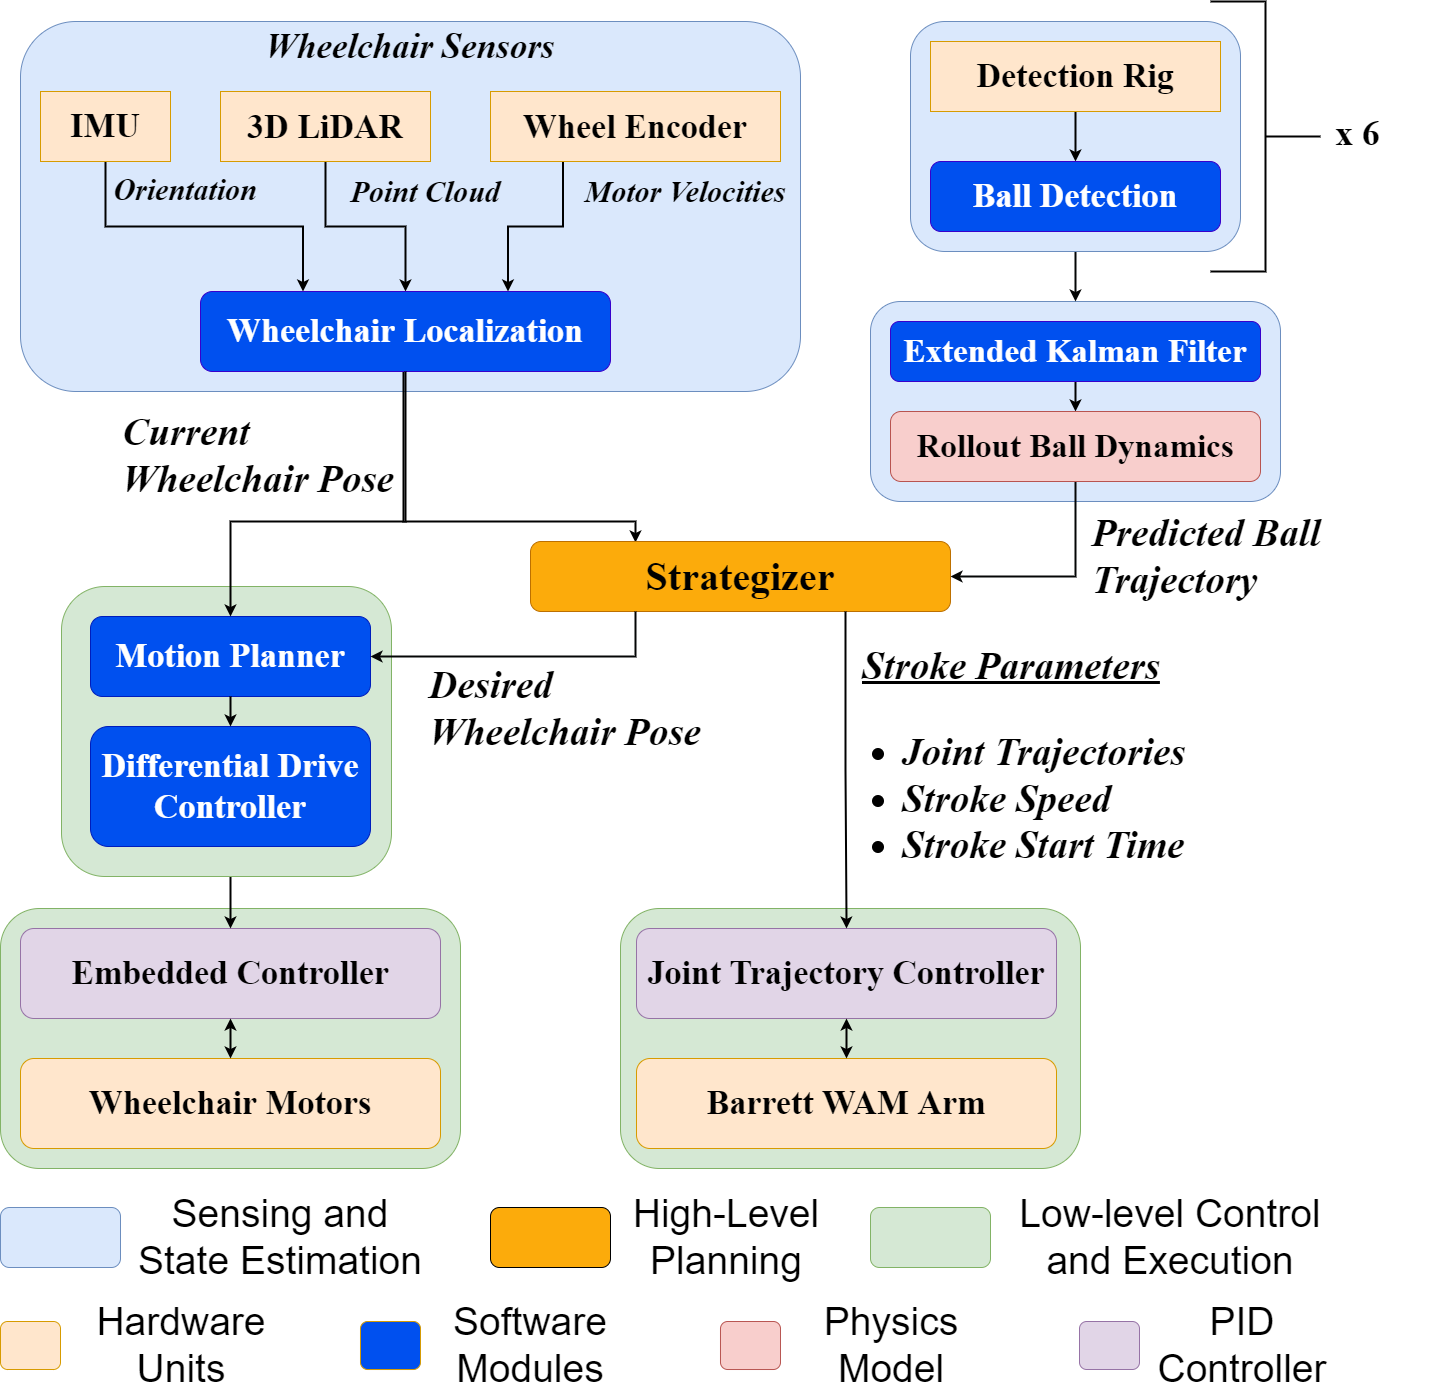 Wheelchair Sensors
IMU
3D LiDAR
Wheel Encoder
Orientation
Point Cloud
Motor Velocities
Wheelchair Localization
Detection Rig
Ball Detection
x 6
Extended Kalman Filter
Rollout Ball Dynamics
Current
Wheelchair Pose
Predicted Ball
Trajectory
Strategizer
Motion Planner
Differential Drive
Controller
Desired
Wheelchair Pose
Stroke Parameters
• Joint Trajectories
• Stroke Speed
• Stroke Start Time
Embedded Controller
Wheelchair Motors
Joint Trajectory Controller
Barrett WAM Arm
Sensing and
State Estimation
High-Level
Planning
Low-level Control
and Execution
Hardware
Units
Software
Modules
Physics
Model
PID
Controller